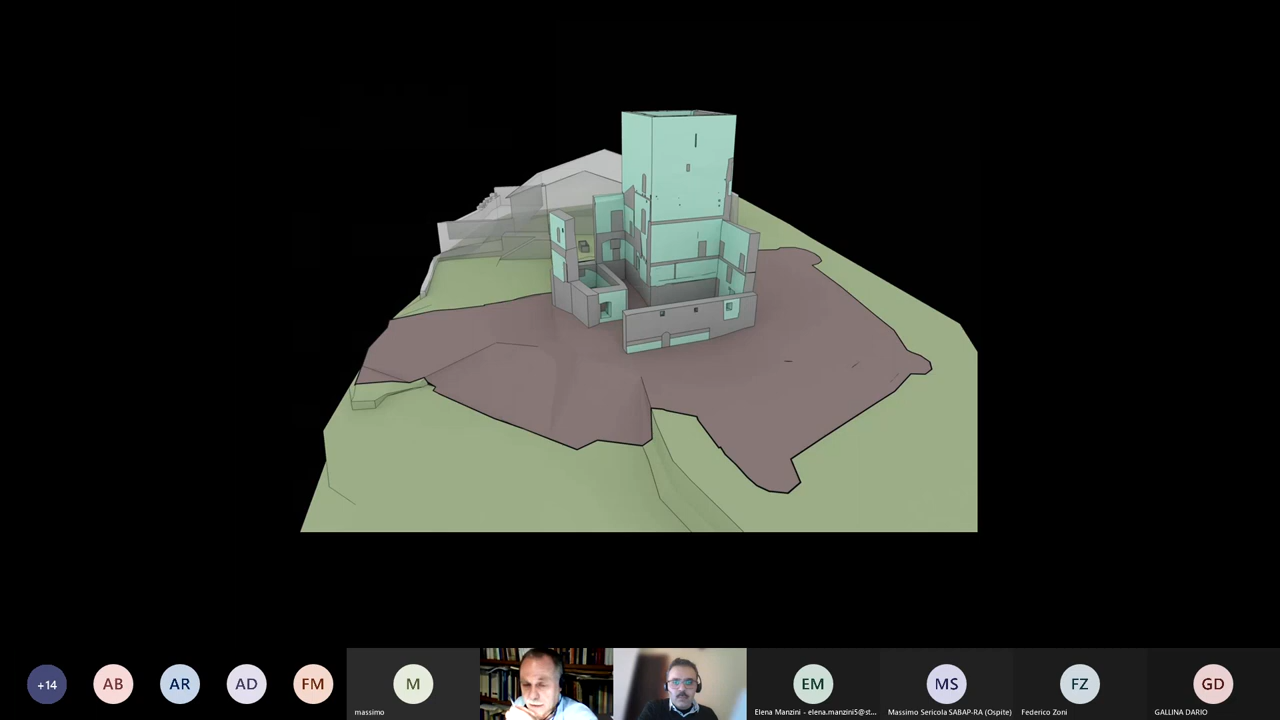 +14
AB
AR
AD
FM
M
massimo
EM
Elena Manzini - elena.manzini5@st...
MS
Massimo Sericola SABAP-RA (Ospite)
FZ
Federico Zoni
GD
GALLINA DARIO